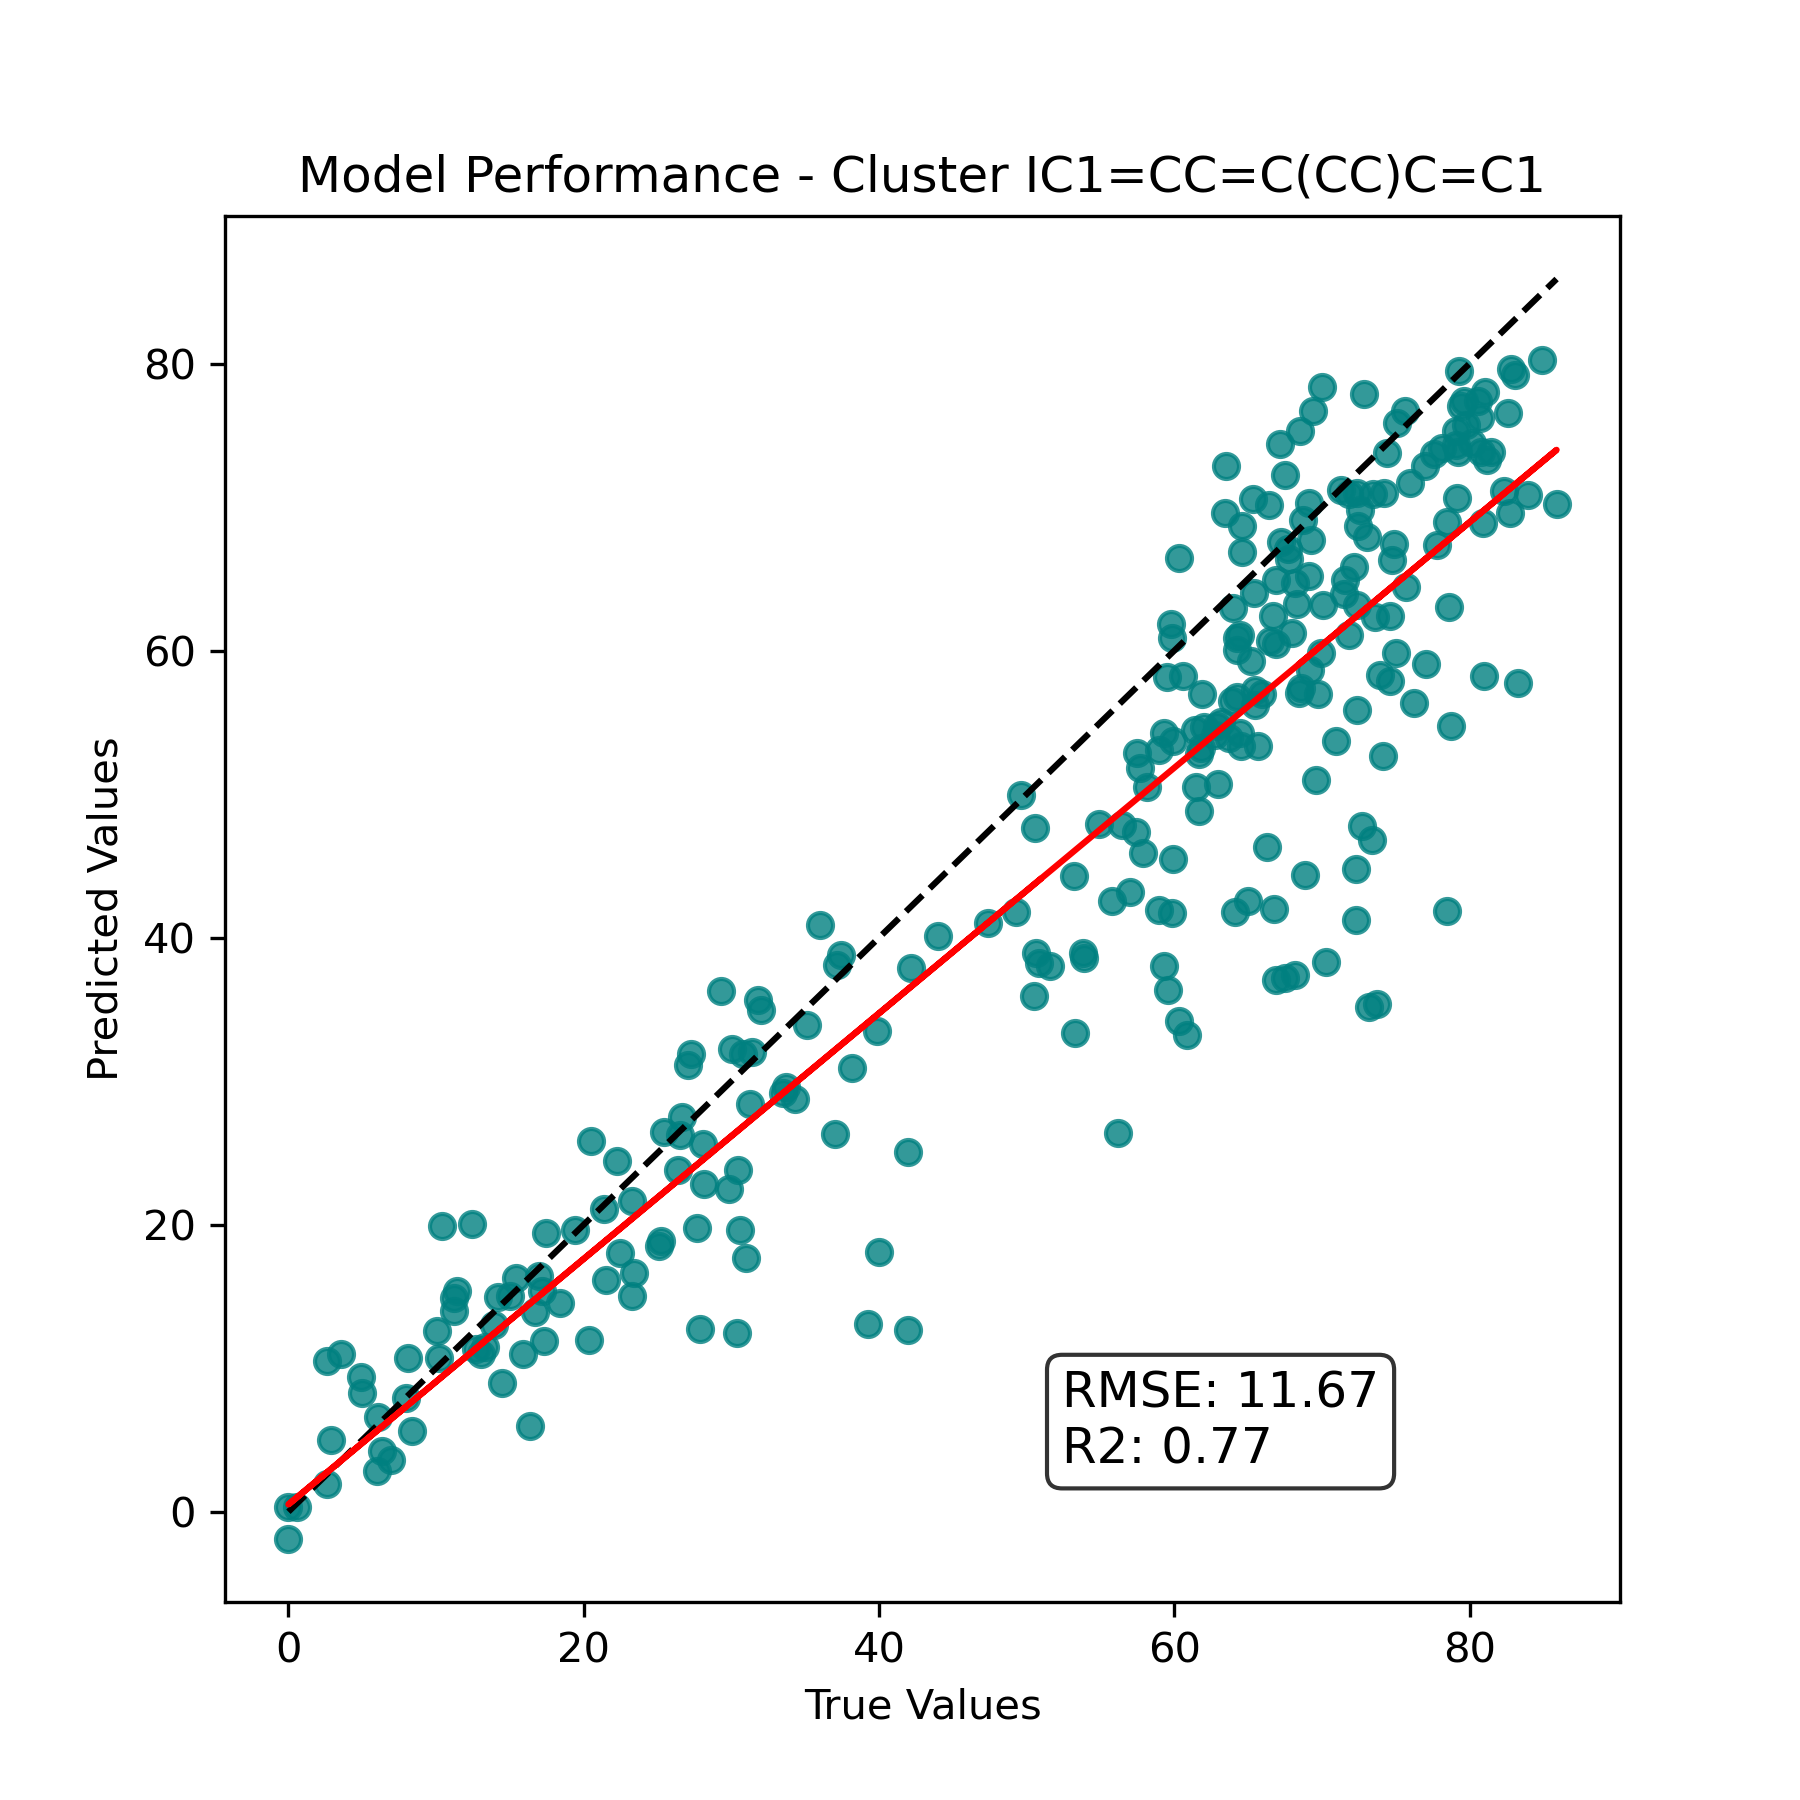 Model Performance - Cluster IC1=CC=C(CC)C=C1
80
60
40
20
0
Predicted Values
RMSE: 11.67
R2: 0.77
0 20 40 60 80
True Values